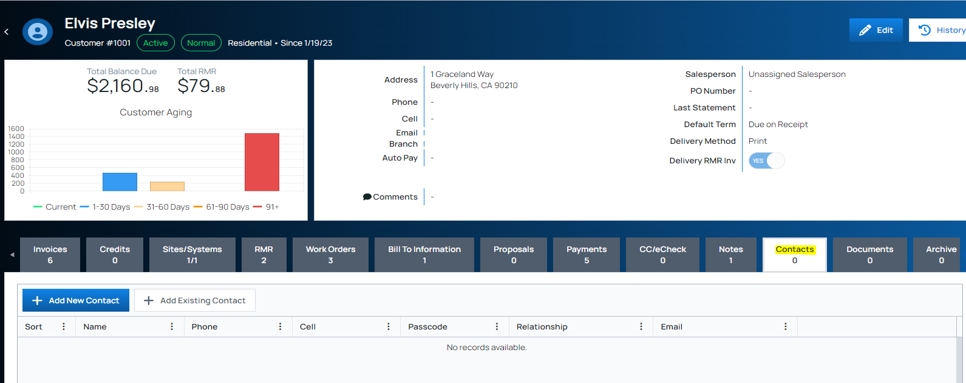 Elvis Presley
Customer #1001 Active Normal Residential • Since 1/19/23
Edit
History
Total Balance Due
$2,160.98
Total RMR
$79.88
Customer Aging
1600
1400
1200
1000
800
600
400
200
0
Current 1-30 Days 31-60 Days 61-90 Days 91+
Address 1 Graceland Way
Beverly Hills, CA 90210
Phone -
Cell -
Email
Branch
Auto Pay -
Comments -
Salesperson Unassigned Salesperson
PO Number -
Last Statement -
Default Term Due on Receipt
Delivery Method Print
Delivery RMR Inv YES
Invoices
6
Credits
0
Sites/Systems
1/1
RMR
2
Work Orders
3
Bill To Information
1
Proposals
0
Payments
5
CC/eCheck
0
Notes
1
Contacts
0
Documents
0
Archive
0
+ Add New Contact + Add Existing Contact
Sort Name Phone Cell Passcode Relationship Email
No records available.